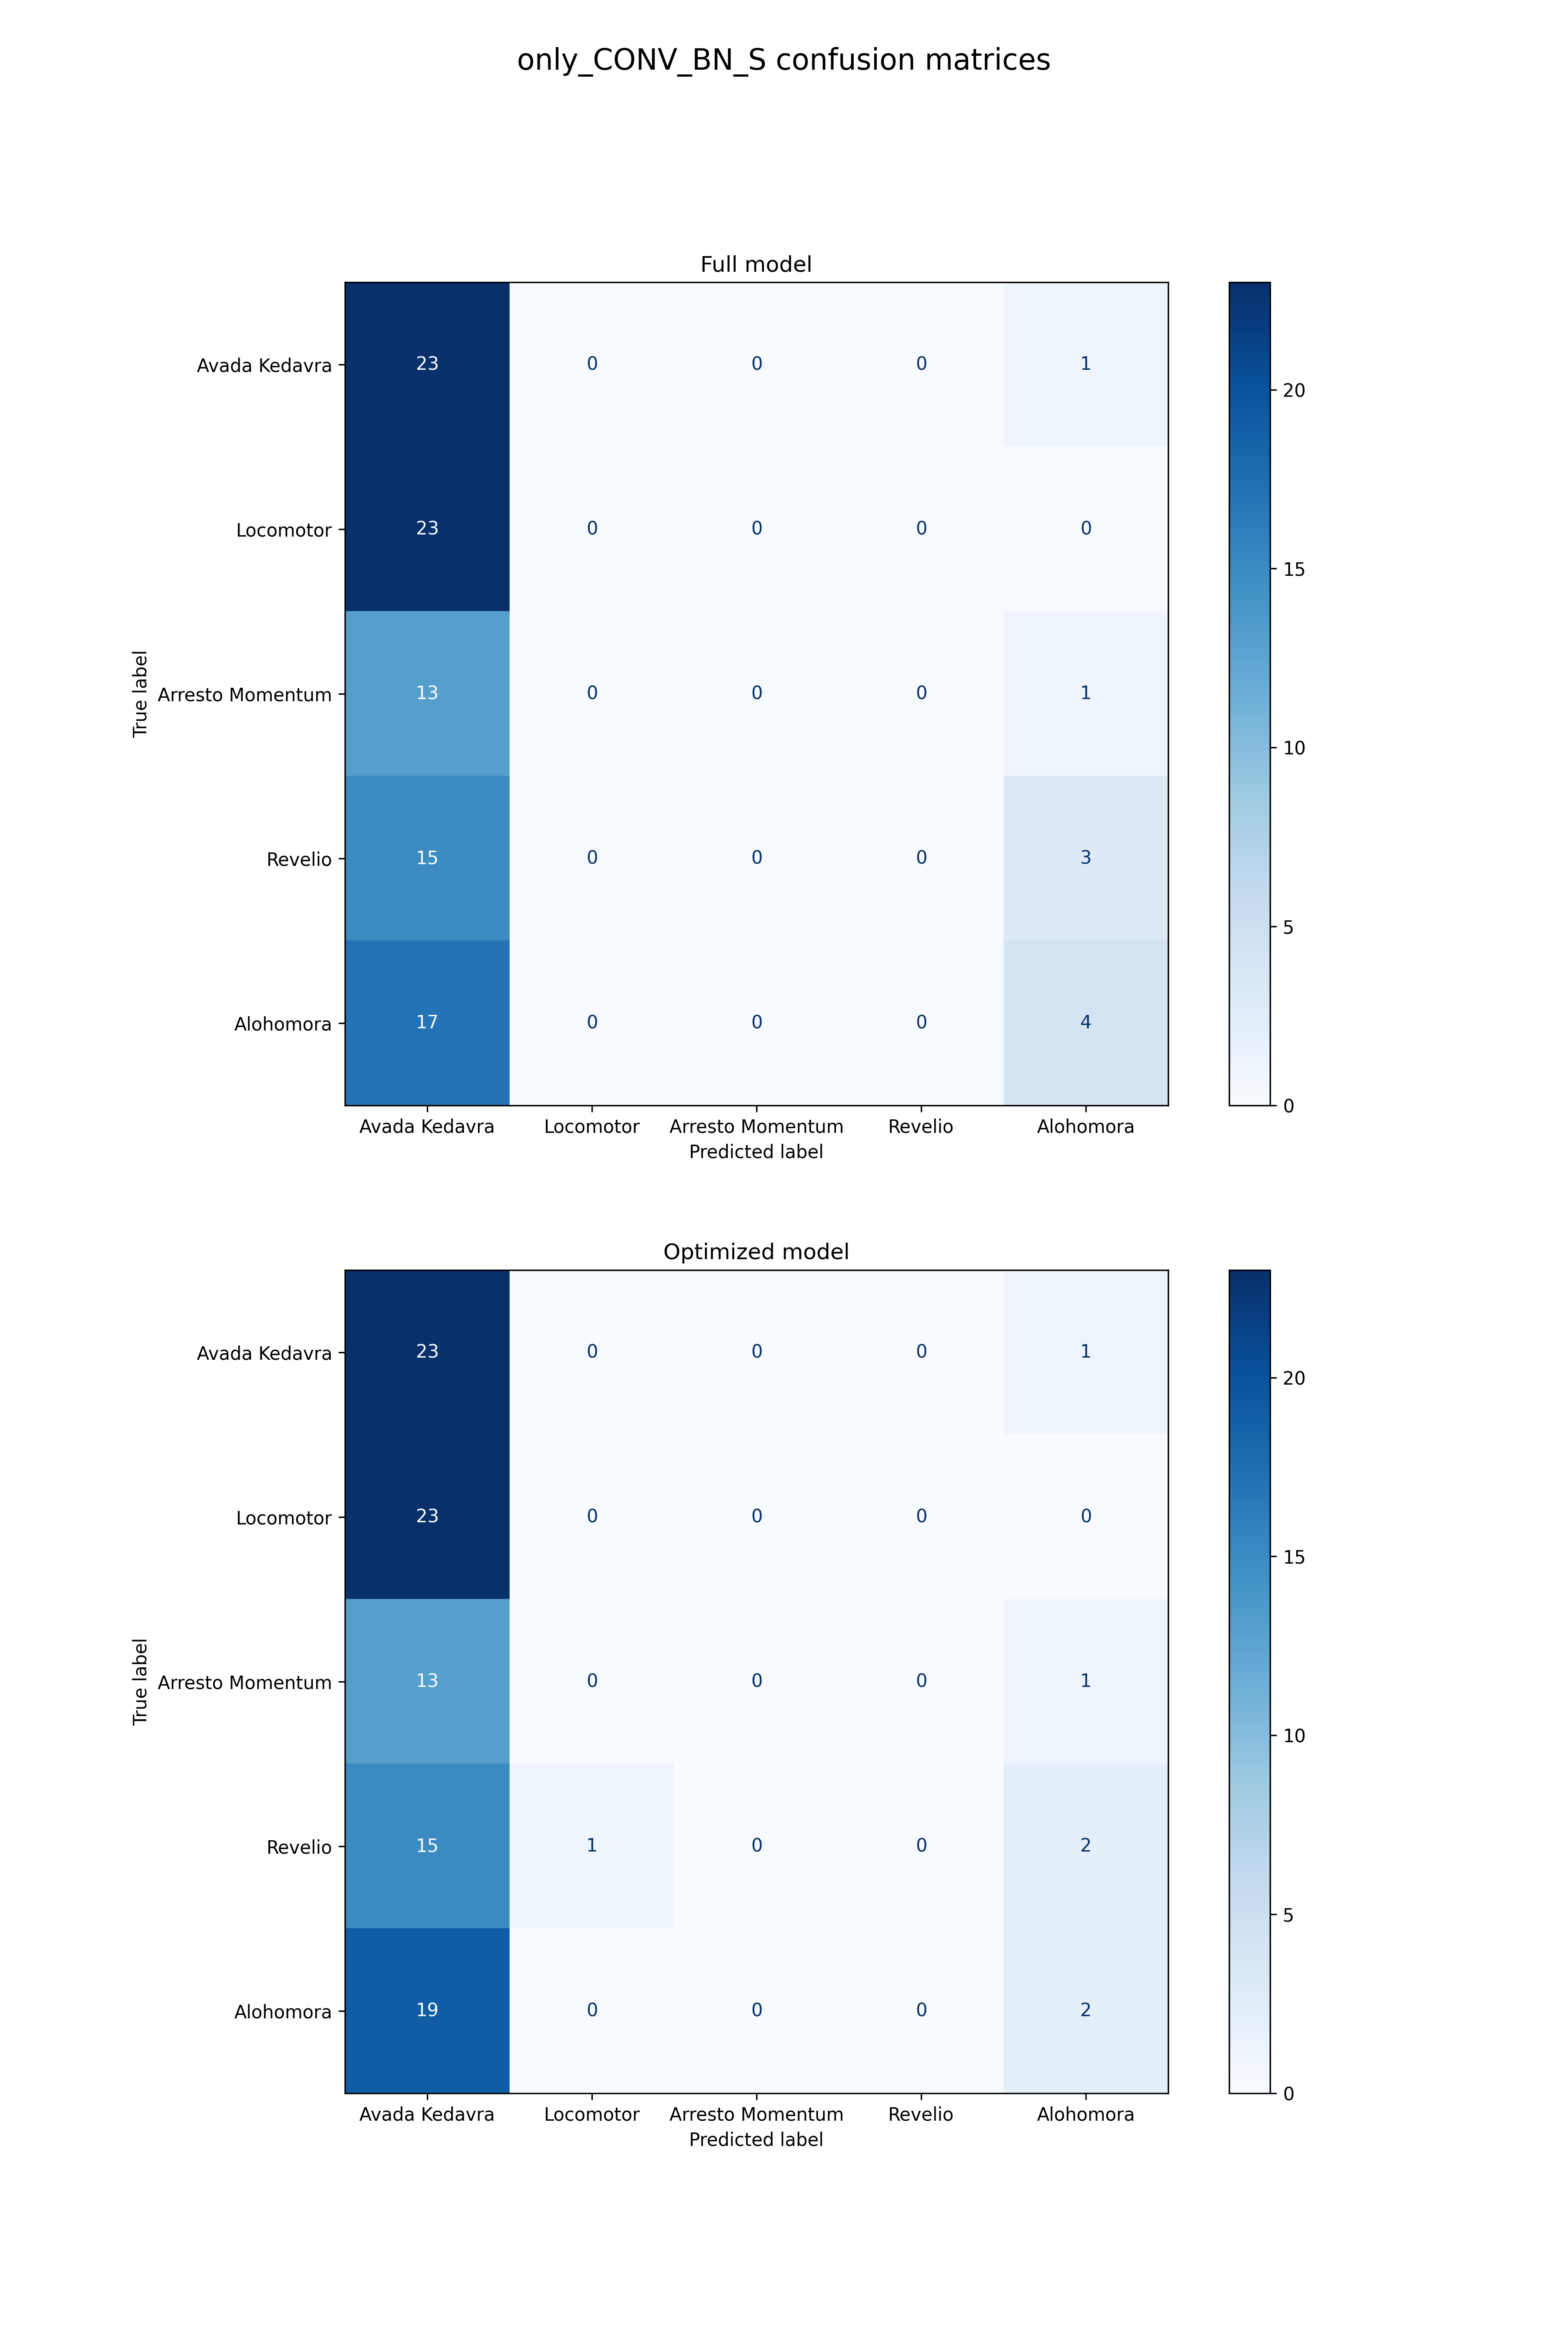 only_CONV_BN_S confusion matrices
Full model
True label
Avada Kedavra 23 0 0 0 1
Locomotor 23 0 0 0 0
Arresto Momentum 13 0 0 0 1
Revelio 15 0 0 0 3
Alohomora 17 0 0 0 4
Avada Kedavra Locomotor Arresto Momentum Revelio Alohomora
Predicted label
20
15
10
5
0
Optimized model
True label
Avada Kedavra 23 0 0 0 1
Locomotor 23 0 0 0 0
Arresto Momentum 13 0 0 0 1
Revelio 15 1 0 0 2
Alohomora 19 0 0 0 2
Avada Kedavra Locomotor Arresto Momentum Revelio Alohomora
Predicted label
20
15
10
5
0